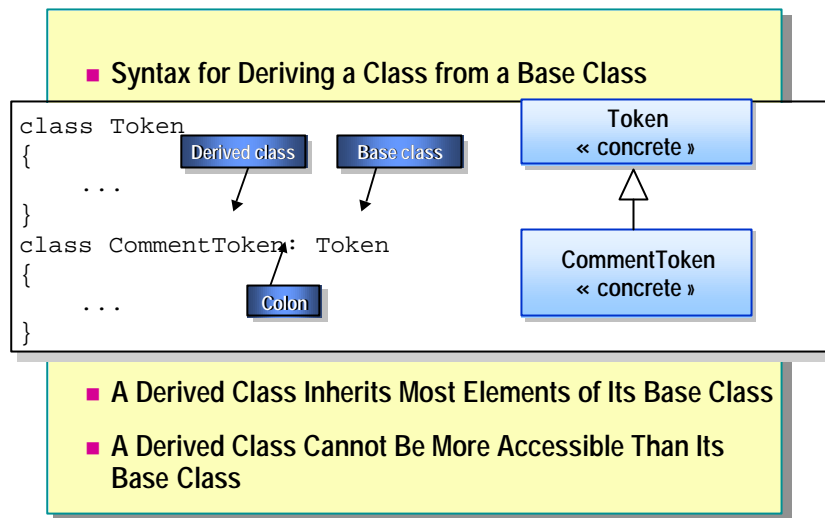 Syntax for Deriving a Class from a Base Class
class Token
{
...
}
class CommentToken: Token
{
...
}
Derived class
Base class
Colon
Token
« concrete »
CommentToken
« concrete »
A Derived Class Inherits Most Elements of Its Base Class
A Derived Class Cannot Be More Accessible Than Its
Base Class